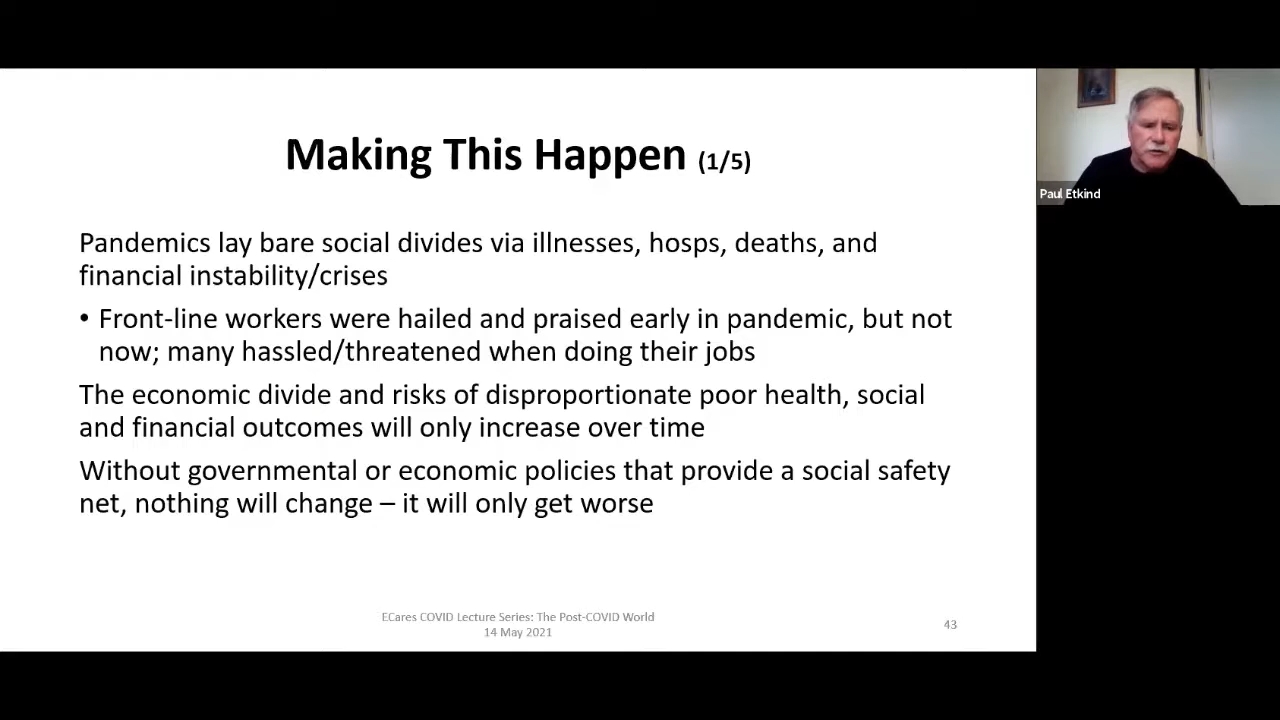 Making This Happen (1/5)
Pandemics lay bare social divides via illnesses, hosps, deaths, and
financial instability/crises
• Front-line workers were hailed and praised early in pandemic, but not
now; many hassled/threatened when doing their jobs
The economic divide and risks of disproportionate poor health, social
and financial outcomes will only increase over time
Without governmental or economic policies that provide a social safety
net, nothing will change – it will only get worse
ECares COVID Lecture Series: The Post-COVID World
14 May 2021
43
Paul Etkind